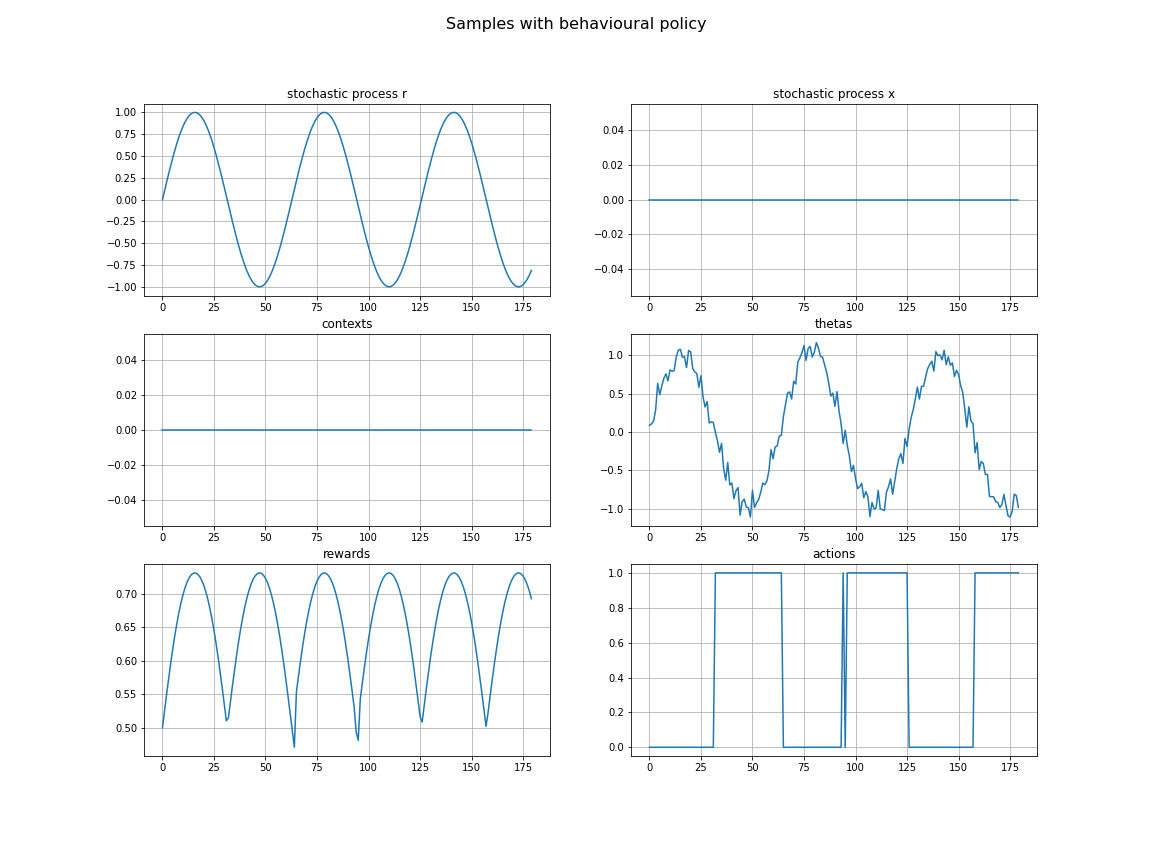 Samples with behavioural policy
stochastic process r
1.00
0.75
0.50
0.25
0.00
−0.25
−0.50
−0.75
−1.00
0 25 50 75 100 125 150 175
stochastic process x
0.04
0.02
0.00
−0.02
−0.04
0 25 50 75 100 125 150 175
contexts
0.04
0.02
0.00
−0.02
−0.04
0 25 50 75 100 125 150 175
thetas
1.0
0.5
0.0
−0.5
−1.0
0 25 50 75 100 125 150 175
rewards
0.70
0.65
0.60
0.55
0.50
0 25 50 75 100 125 150 175
actions
1.0
0.8
0.6
0.4
0.2
0.0
0 25 50 75 100 125 150 175